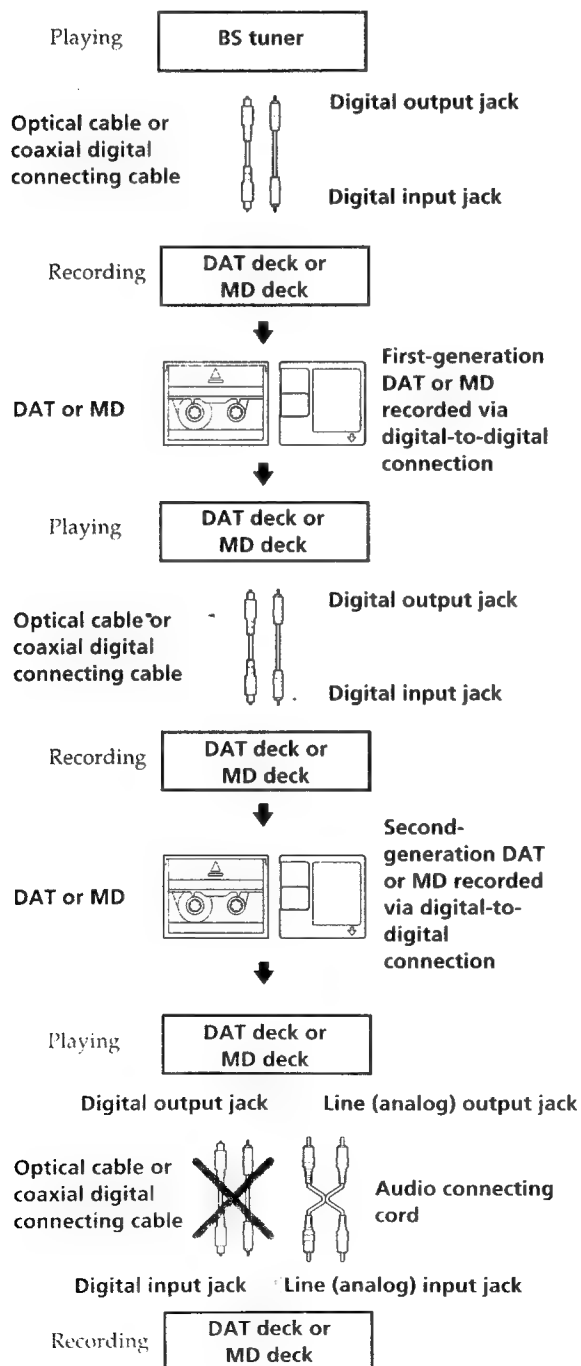 Playing
BS tuner
Digital output jack
Optical cable or
coaxial digital
connecting cable
Digital input jack
Recording
DAT deck or
MD deck
DAT or MD
First-generation
DAT or MD
recorded via
digital-to-digital
connection
Playing
DAT deck or
MD deck
Digital output jack
Optical cable or
coaxial digital
connecting cable
Digital input jack
Recording
DAT deck or
MD deck
DAT or MD
Second-
generation DAT
or MD recorded
via digital-to-
digital
connection
Playing
DAT deck or
MD deck
Digital output jack
Line (analog) output jack
Optical cable or
coaxial digital
connecting cable
Audio connecting
cord
Digital input jack
Line (analog) input jack
Recording
DAT deck or
MD deck